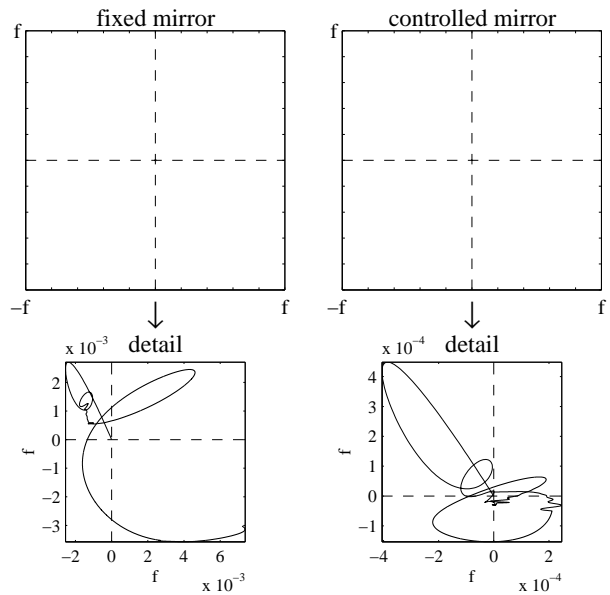 fixed mirror controlled mirror
f
−f f −f f
detail detail
x 10−3 x 10−4
2 4
1 3
0 f 2
−1 f 1
−2 0
−3 −1
−2 0 2 4 6 −4 −2 0 2
f f
x 10−3 x 10−4